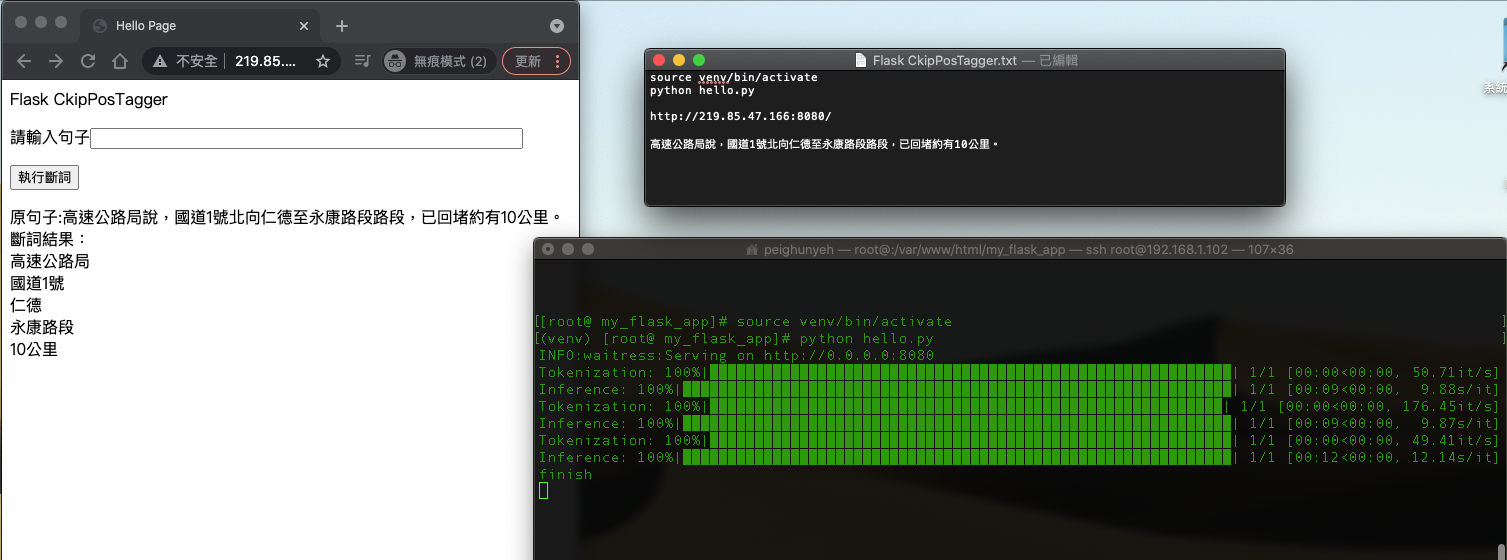 Hello Page
不安全
219.85....
無痕模式 (2)
更新
Flask CkipPosTagger
請輸入句子
執行斷詞
原句子:高速公路局說，國道1號北向仁德至永康路段路段，已回堵約有10公里。
斷詞結果：
高速公路局
國道1號
仁德
永康路段
10公里
Flask CkipPosTagger.txt — 已編輯
source venv/bin/activate
python hello.py
http://219.85.47.166:8080/
高速公路局說，國道1號北向仁德至永康路段路段，已回堵約有10公里。
系統
peighunyeh — root@:/var/www/html/my_flask_app — ssh root@192.168.1.102 — 107×36
[[root@ my_flask_app]# source venv/bin/activate ]
[(venv) [root@ my_flask_app]# python hello.py ]
INFO:waitress:Serving on http://0.0.0.0:8080
Tokenization: 100%| | 1/1 [00:00<00:00, 50.71it/s]
Inference: 100%| | 1/1 [00:09<00:00, 9.88s/it]
Tokenization: 100%| | 1/1 [00:00<00:00, 176.45it/s]
Inference: 100%| | 1/1 [00:09<00:00, 9.87s/it]
Tokenization: 100%| | 1/1 [00:00<00:00, 49.41it/s]
Inference: 100%| | 1/1 [00:12<00:00, 12.14s/it]
finish